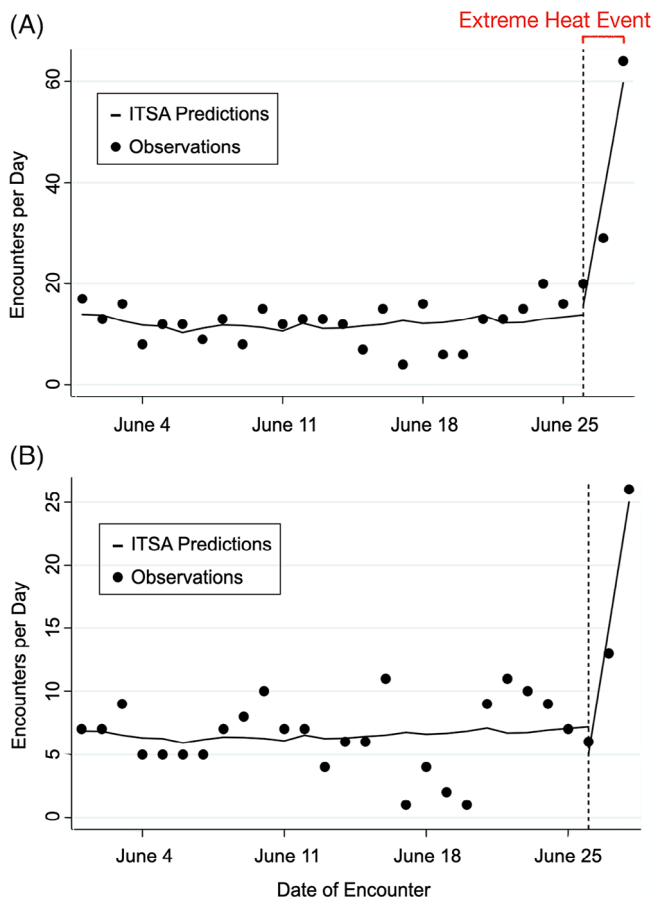 (A)
Extreme Heat Event
Encounters per Day
60
40
20
0
ITSA Predictions
Observations
June 4
June 11
June 18
June 25
(B)
Encounters per Day
25
20
15
10
5
0
ITSA Predictions
Observations
June 4
June 11
June 18
June 25
Date of Encounter